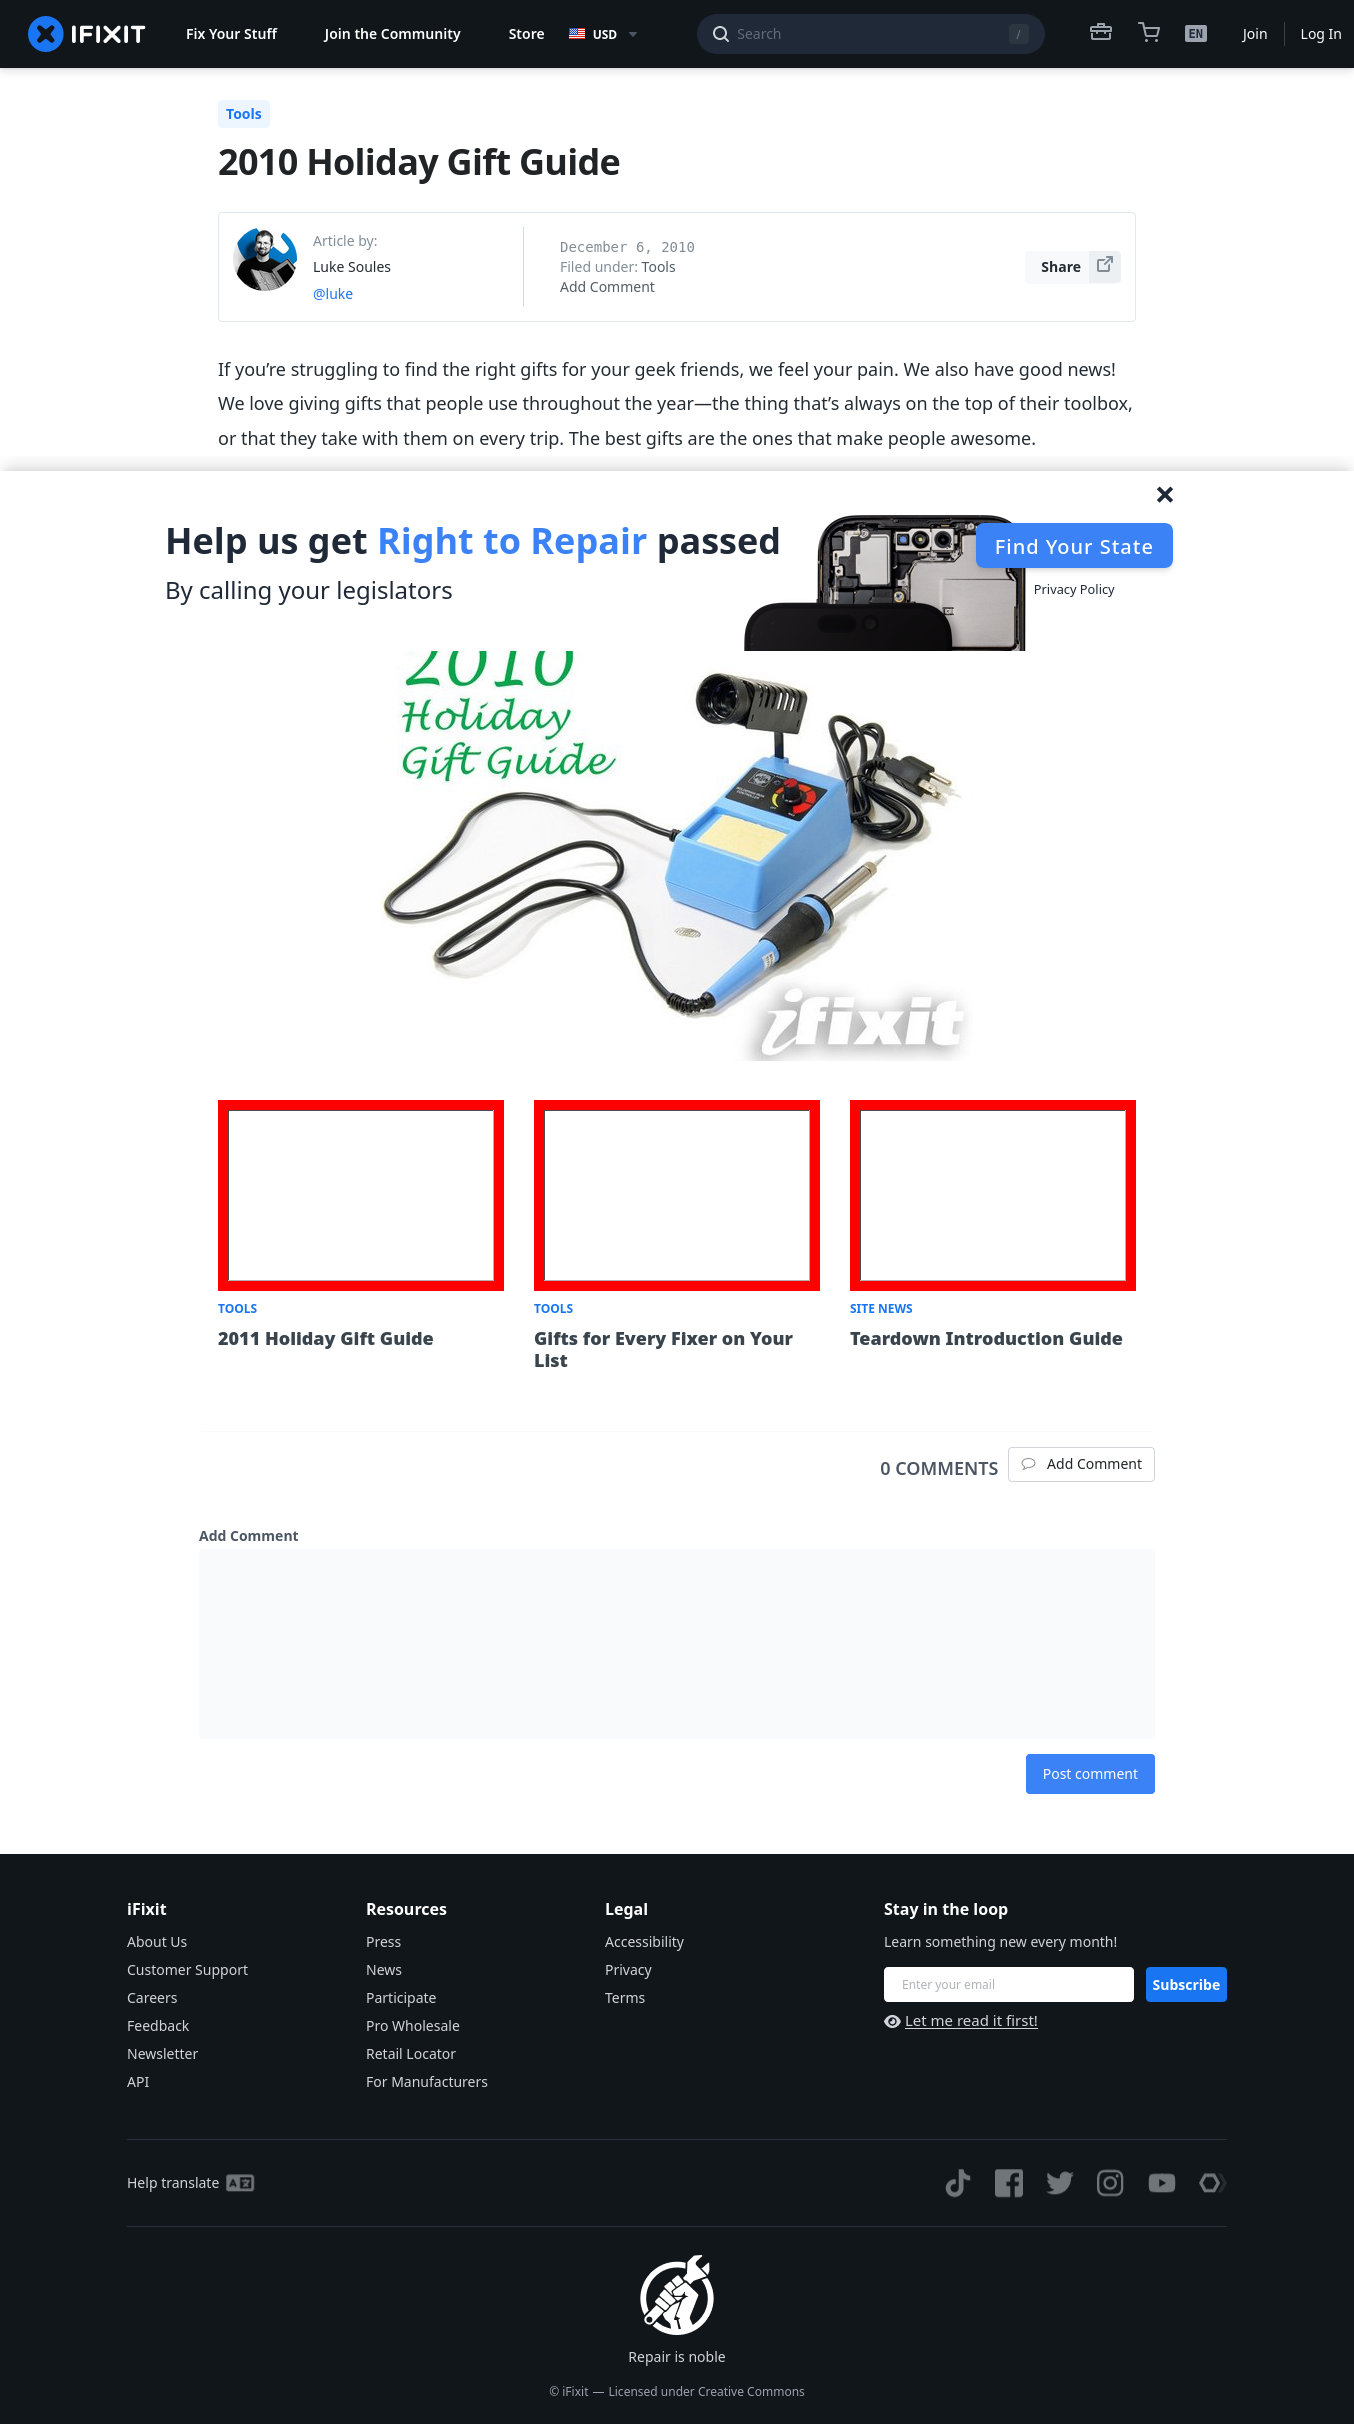 IFIXIT
Fix Your Stuff
Join the Community
Store
USD
Search
/
EN
Join
Log In
Tools
2010 Holiday Gift Guide
Article by:
Luke Soules
@luke
December 6, 2010
Filed under: Tools
Add Comment
Share
If you’re struggling to find the right gifts for your geek friends, we feel your pain. We also have good news!
We love giving gifts that people use throughout the year—the thing that’s always on the top of their toolbox,
or that they take with them on every trip. The best gifts are the ones that make people awesome.
Help us get Right to Repair passed
By calling your legislators
Find Your State
Privacy Policy
2010
Holiday
Gift Guide
ifixit
TOOLS
2011 Holiday Gift Guide
TOOLS
Gifts for Every Fixer on Your
List
SITE NEWS
Teardown Introduction Guide
0 COMMENTS
Add Comment
Add Comment
Post comment
iFixit
About Us
Customer Support
Careers
Feedback
Newsletter
API
Resources
Press
News
Participate
Pro Wholesale
Retail Locator
For Manufacturers
Legal
Accessibility
Privacy
Terms
Stay in the loop
Learn something new every month!
Enter your email
Subscribe
Let me read it first!
Help translate
Repair is noble
© iFixit — Licensed under Creative Commons